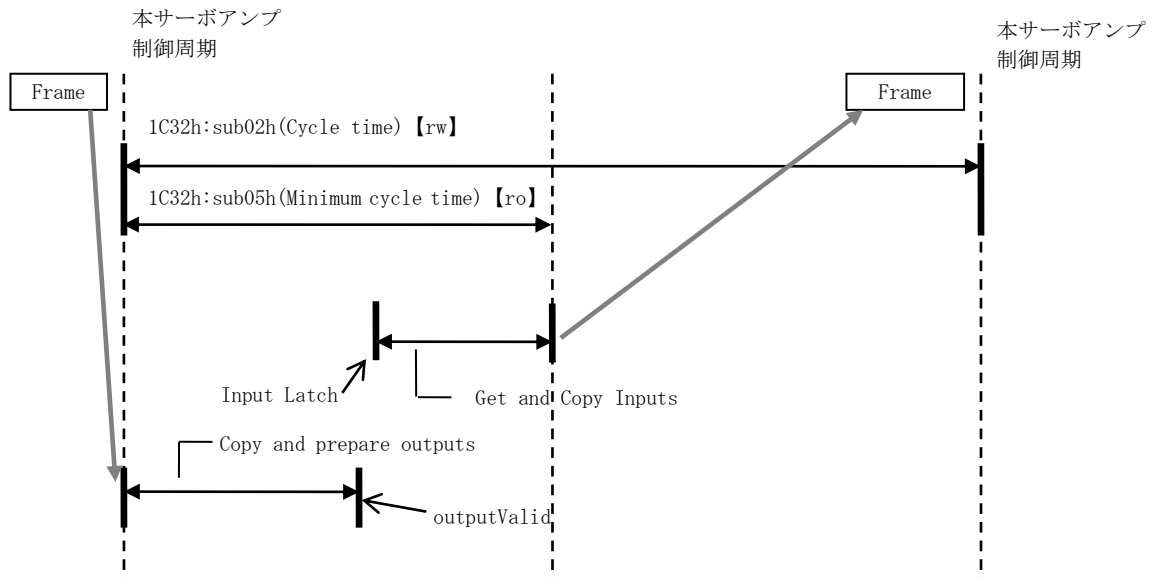 本サーボアンプ
制御周期
本サーボアンプ
制御周期
Frame
Frame
1C32h:sub02h(Cycle time)【rw】
1C32h:sub05h(Minimum cycle time)【ro】
Input Latch
Get and Copy Inputs
Copy and prepare outputs
outputValid